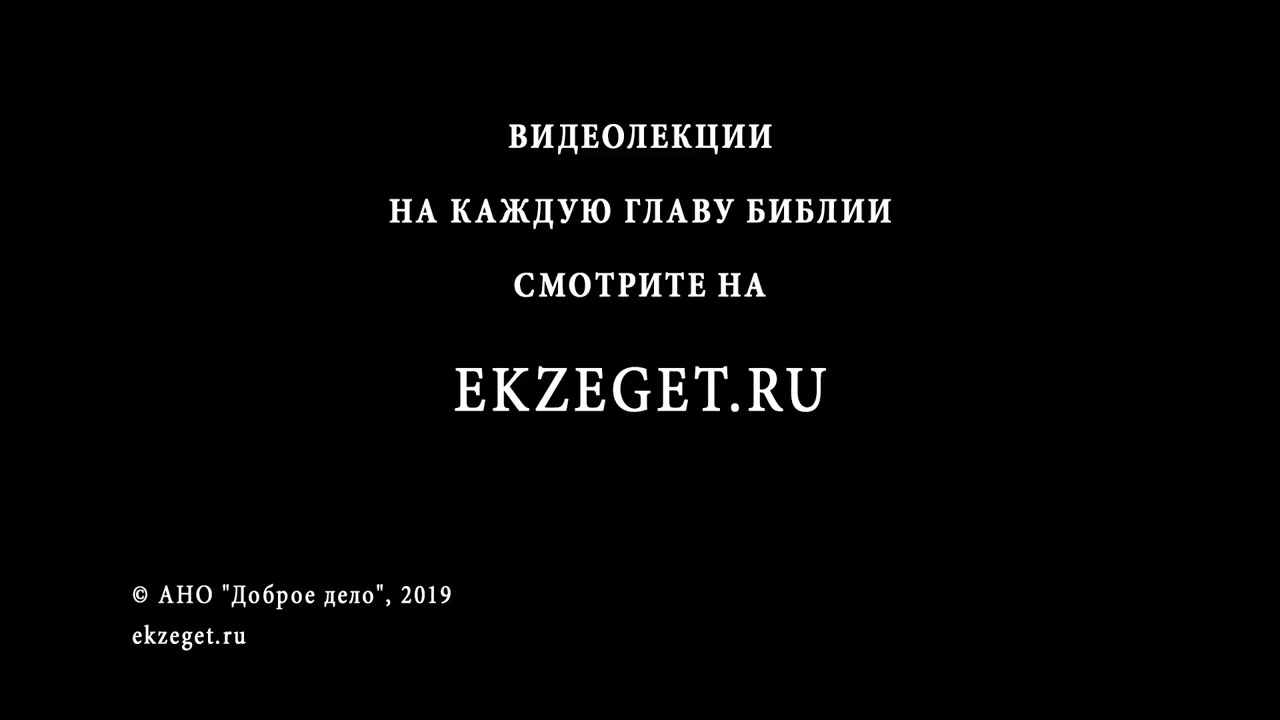 ВИДЕОЛЕКЦИИ
НА КАЖДУЮ ГЛАВУ БИБЛИИ
СМОТРИТЕ НА
EKZEGET.RU
© АНО "Доброе дело", 2019
ekzeget.ru